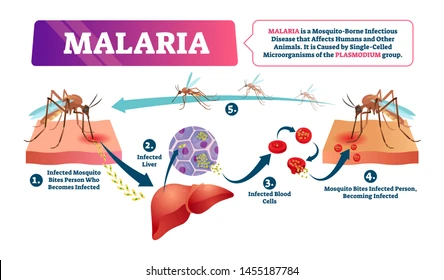 MALARIA
MALARIA is a Mosquito-Borne Infectious
Disease that Affects Humans and Other
Animals. It is Caused by Single-Celled
Microorganisms of the PLASMODIUM group.
5.
2.
Infected
Liver
1.
Infected Mosquito
Bites Person Who
Becomes Infected
3.
Infected Blood
Cells
4.
Mosquito Bites Infected Person,
Becoming Infected
shutterstock.com · 1455187784